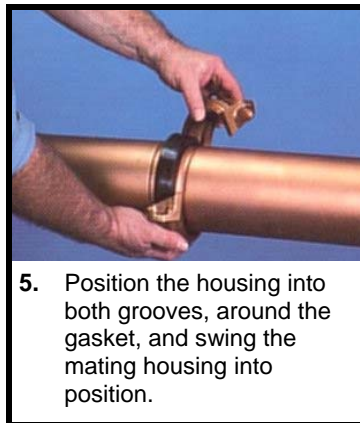 5. Position the housing into
both grooves, around the
gasket, and swing the
mating housing into
position.